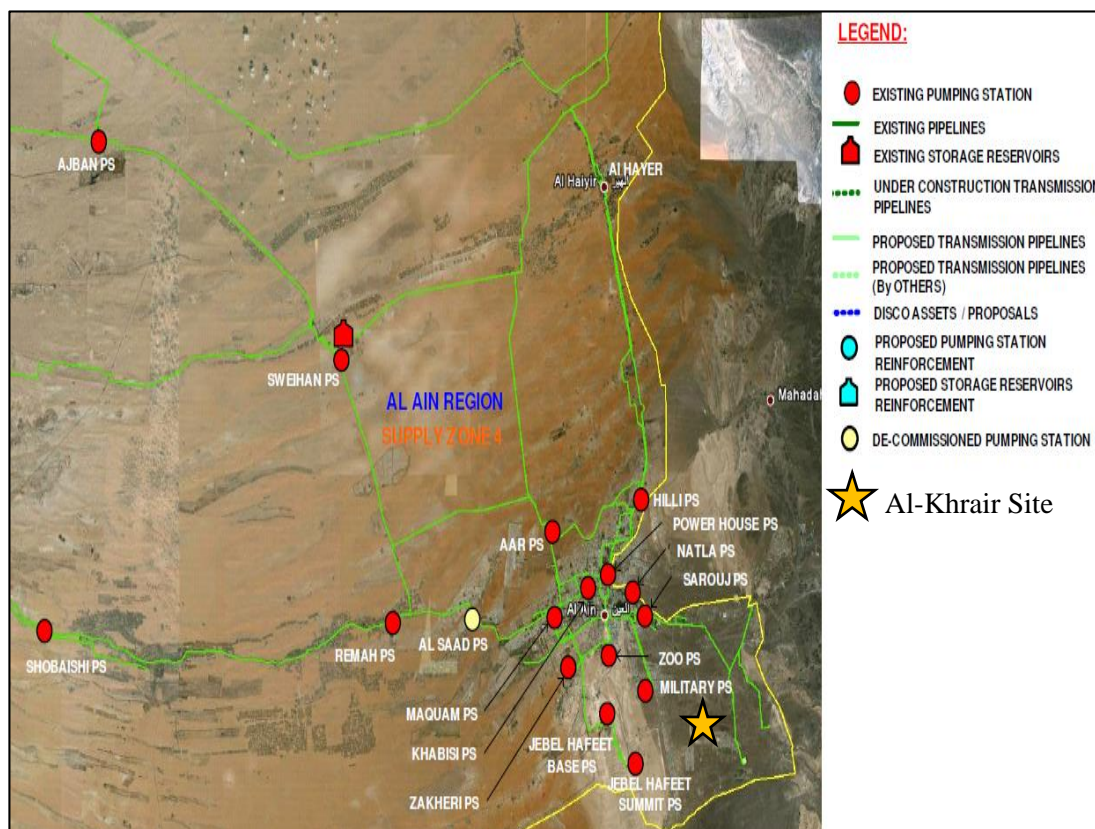 LEGEND:
EXISTING PUMPING STATION
EXISTING PIPELINES
EXISTING STORAGE RESERVOIRS
UNDER CONSTRUCTION TRANSMISSION
PIPELINES
PROPOSED TRANSMISSION PIPELINES
PROPOSED TRANSMISSION PIPELINES
(By OTHERS)
DISCO ASSETS / PROPOSALS
PROPOSED PUMPING STATION
REINFORCEMENT
PROPOSED STORAGE RESERVOIRS
REINFORCEMENT
DE-COMMISSIONED PUMPING STATION
Al-Khrair Site
AJBAN PS
Al HAYER
Al Haiyir
الهير
SWEIHAN PS
AL AIN REGION
SUPPLY ZONE 4
Mahadah
HILLI PS
POWER HOUSE PS
AAR PS
NATLA PS
SAROUJ PS
Al 'Ain
العين
SHOBAISHI PS
REMAH PS
AL SAAD PS
ZOO PS
MAQUAM PS
MILITARY PS
KHABISI PS
JEBEL HAFEET
BASE PS
ZAKHERI PS
JEBEL HAFEET
SUMMIT PS